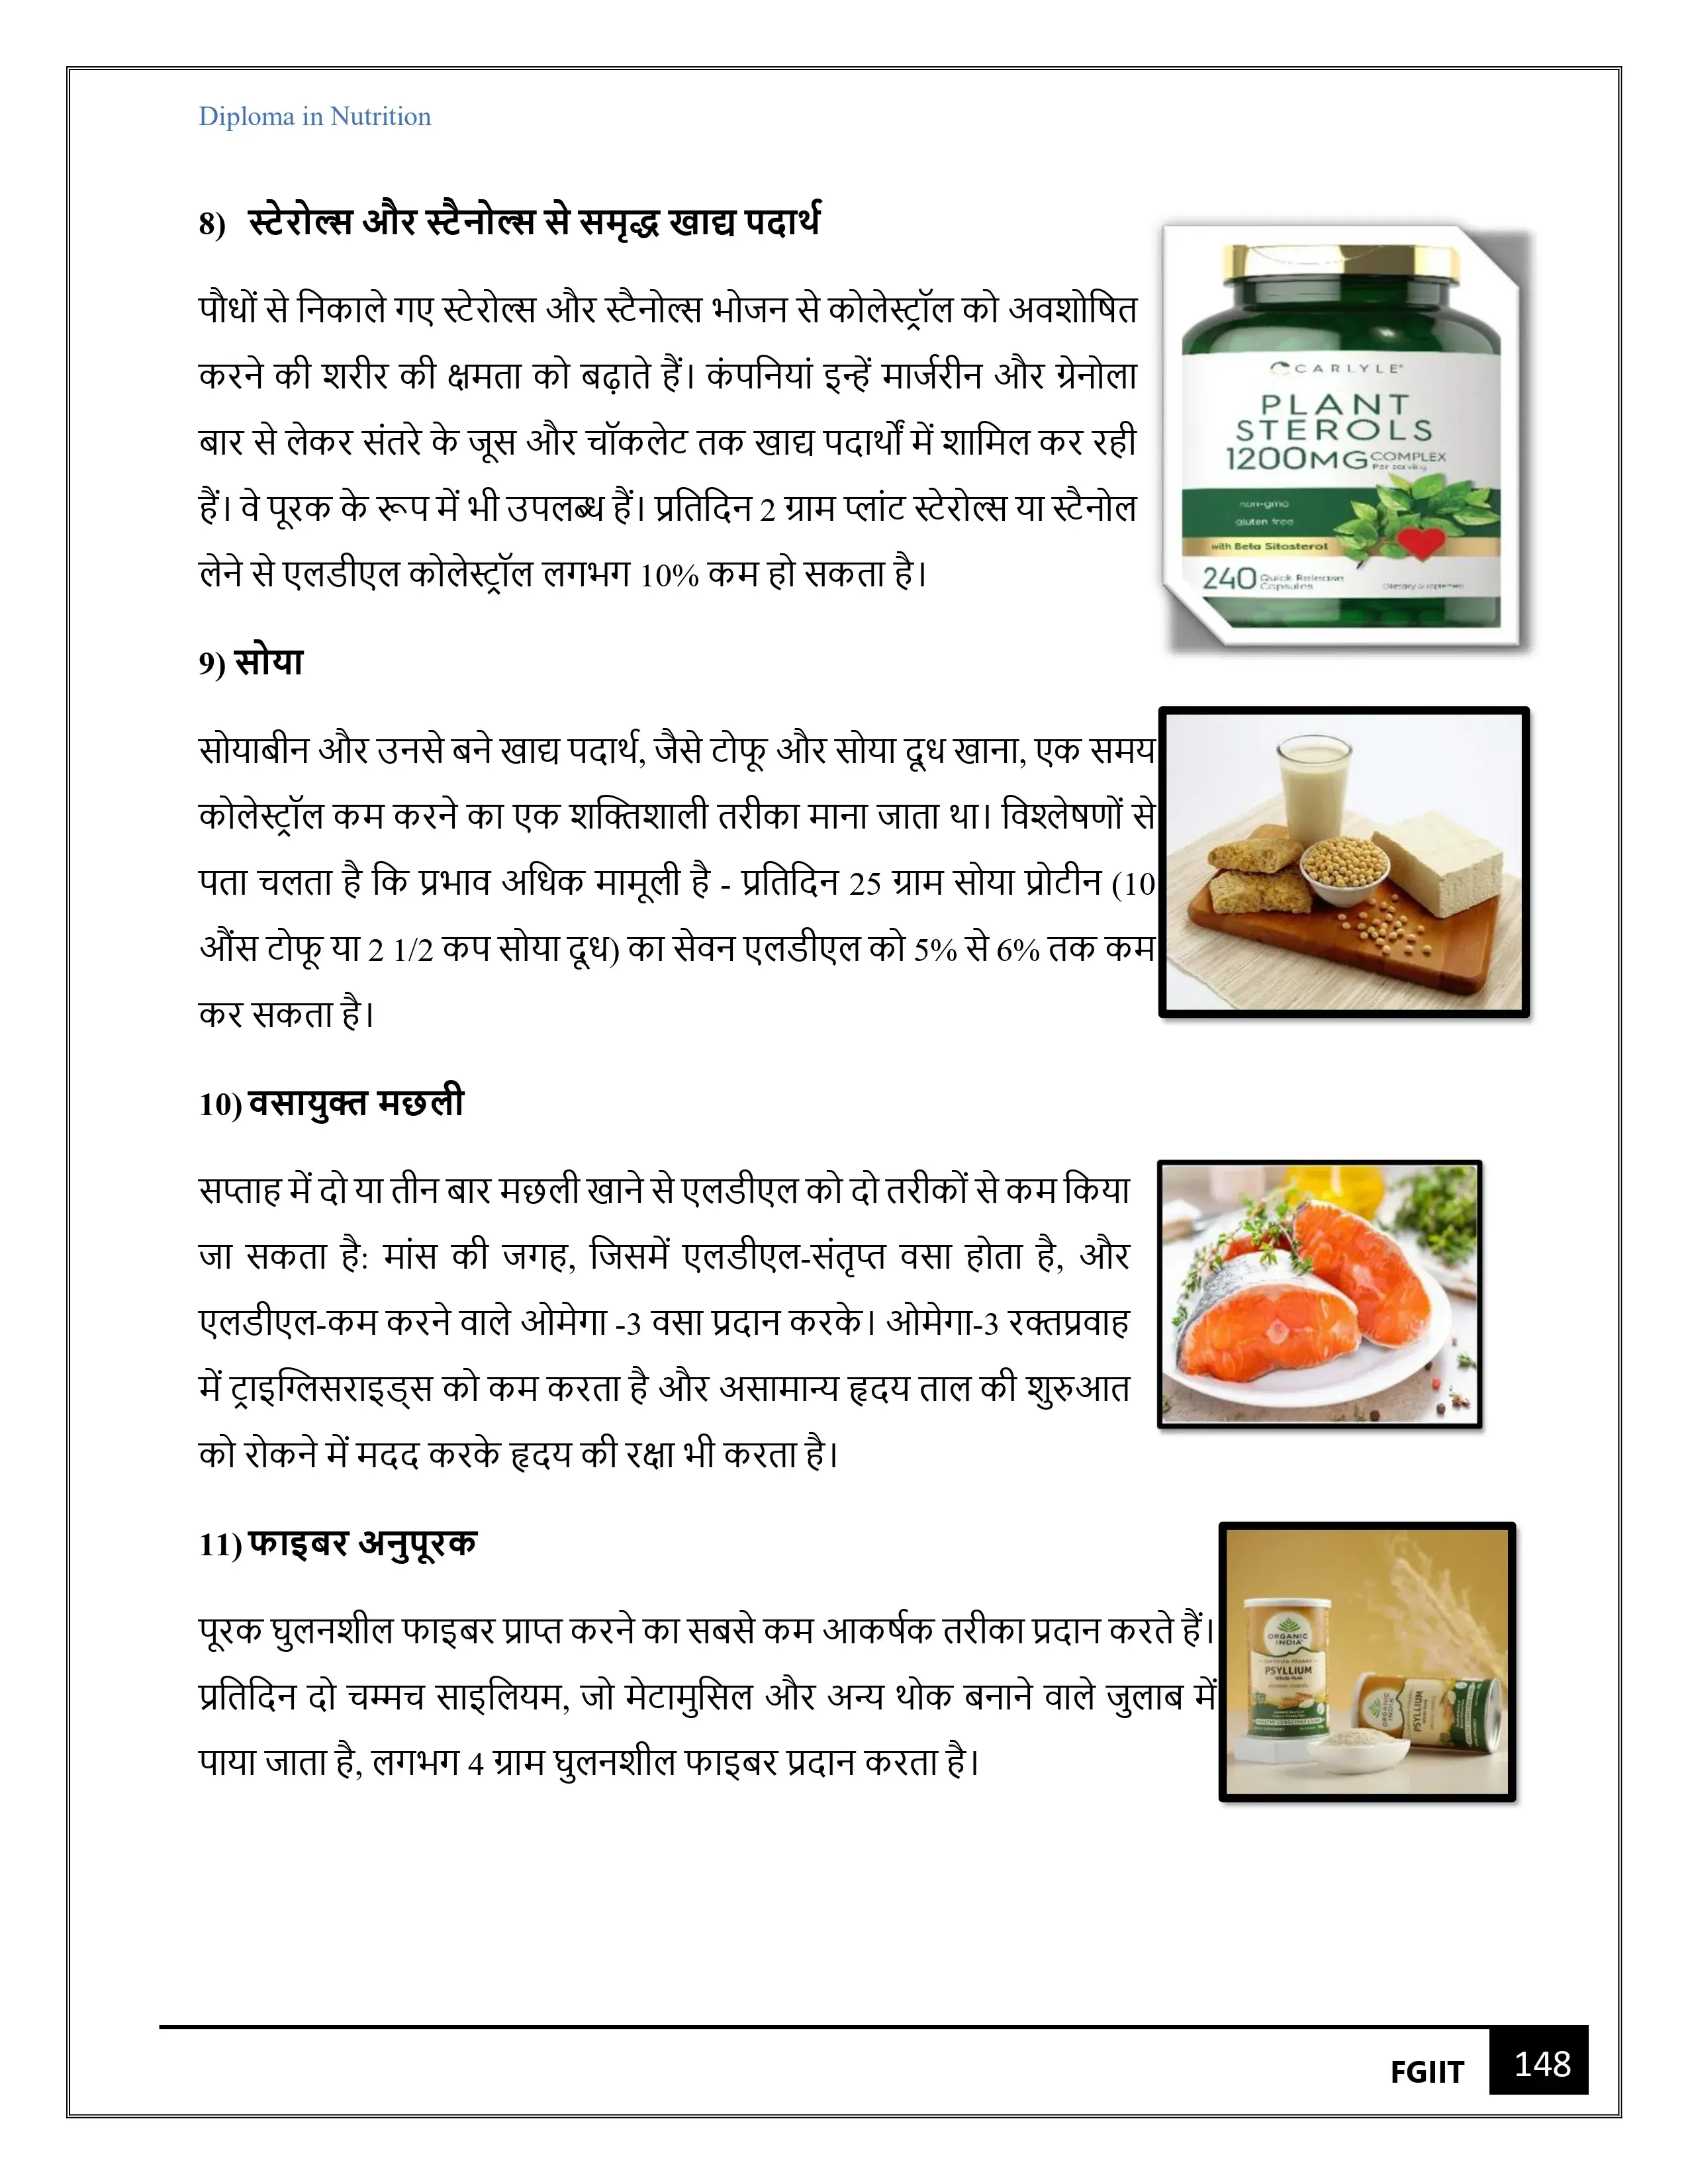 Diploma in Nutrition
8) स्टेरोल्स और स्टैनोल्स से समृद्ध खाद्य पदार्थ
पौधों से निकाले गए स्टेरोल्स और स्टैनोल्स भोजन से कोलेस्ट्रॉल को अवशोषित
करने की शरीर की क्षमता को बढ़ाते हैं। कंपनियां इन्हें मार्जरीन और ग्रेनोला
बार से लेकर संतरे के जूस और चॉकलेट तक खाद्य पदार्थों में शामिल कर रही
हैं। वे पूरक के रूप में भी उपलब्ध हैं। प्रतिदिन 2 ग्राम प्लांट स्टेरोल्स या स्टैनोल
लेने से एलडीएल कोलेस्ट्रॉल लगभग 10% कम हो सकता है।
CARLYLE
PLANT
STEROLS
1200MG COMPLEX
Per serving
non-gmo
gluten free
with Beta Sitosterol
240 Quick Release
Capsules
Dietary Supplement
9) सोया
सोयाबीन और उनसे बने खाद्य पदार्थ, जैसे टोफू और सोया दूध खाना, एक समय
कोलेस्ट्रॉल कम करने का एक शक्तिशाली तरीका माना जाता था। विश्लेषणों से
पता चलता है कि प्रभाव अधिक मामूली है - प्रतिदिन 25 ग्राम सोया प्रोटीन (10
औंस टोफू या 2 1/2 कप सोया दूध) का सेवन एलडीएल को 5% से 6% तक कम
कर सकता है।
10) वसायुक्त मछली
सप्ताह में दो या तीन बार मछली खाने से एलडीएल को दो तरीकों से कम किया
जा सकता है: मांस की जगह, जिसमें एलडीएल-संतृप्त वसा होता है, और
एलडीएल-कम करने वाले ओमेगा -3 वसा प्रदान करके। ओमेगा-3 रक्तप्रवाह
में ट्राइग्लिसराइड्स को कम करता है और असामान्य हृदय ताल की शुरुआत
को रोकने में मदद करके हृदय की रक्षा भी करता है।
11) फाइबर अनुपूरक
पूरक घुलनशील फाइबर प्राप्त करने का सबसे कम आकर्षक तरीका प्रदान करते हैं।
प्रतिदिन दो चम्मच साइलियम, जो मेटामुसिल और अन्य थोक बनाने वाले जुलाब में
पाया जाता है, लगभग 4 ग्राम घुलनशील फाइबर प्रदान करता है।
ORGANIC
INDIA
PSYLLIUM
Whole Husk
ORGANIC
INDIA
PSYLLIUM
FGIIT 148